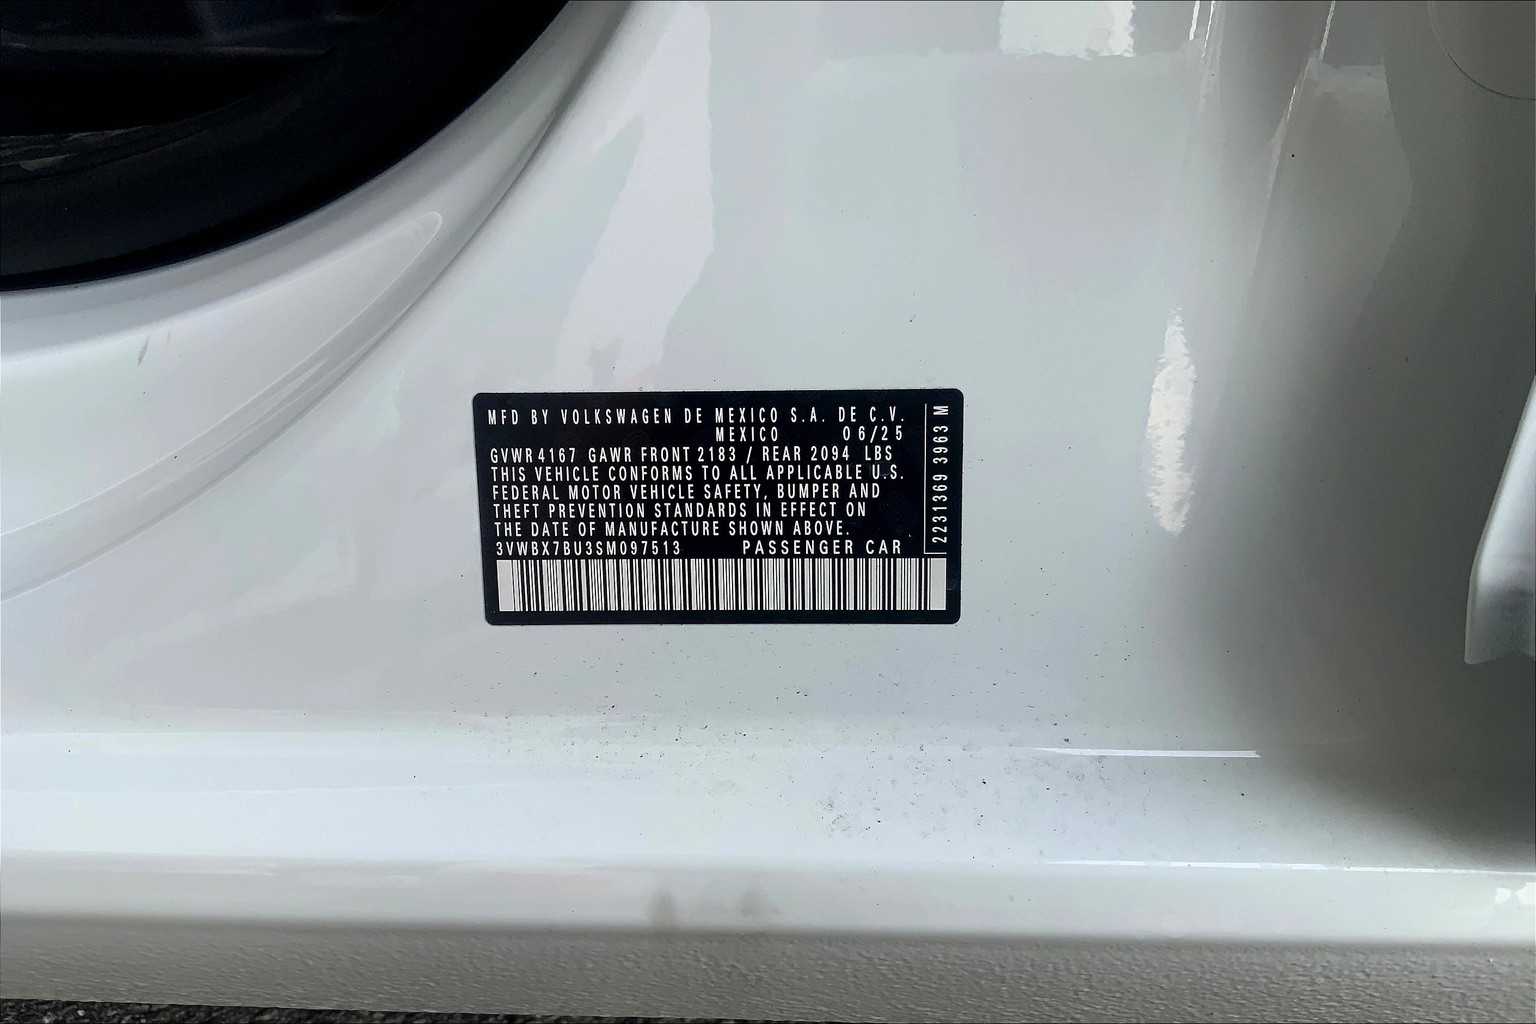 MFD BY VOLKSWAGEN DE MEXICO S.A. DE C.V.
MEXICO 06/25
GVWR 4167 GAWR FRONT 2183 / REAR 2094 LBS
THIS VEHICLE CONFORMS TO ALL APPLICABLE U.S.
FEDERAL MOTOR VEHICLE SAFETY, BUMPER AND
THEFT PREVENTION STANDARDS IN EFFECT ON
THE DATE OF MANUFACTURE SHOWN ABOVE.
3VWBX7BU3SM097513 PASSENGER CAR
2231369 3963 M